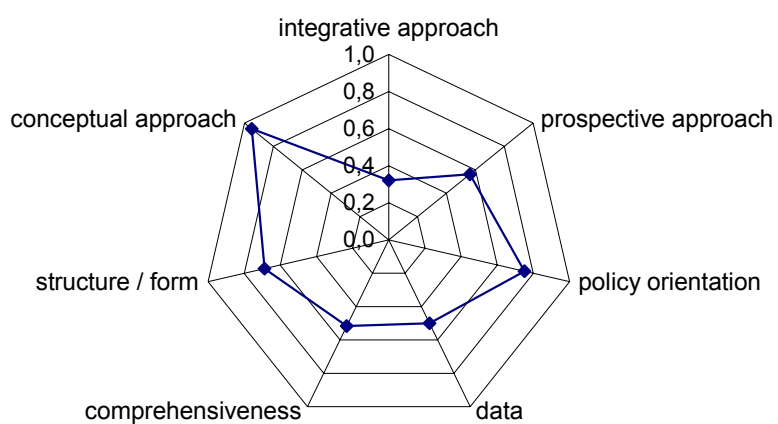 integrative approach
1,0
0,8
conceptual approach
prospective approach
0,6
0,4
0,2
0,0
structure / form
policy orientation
comprehensiveness
data